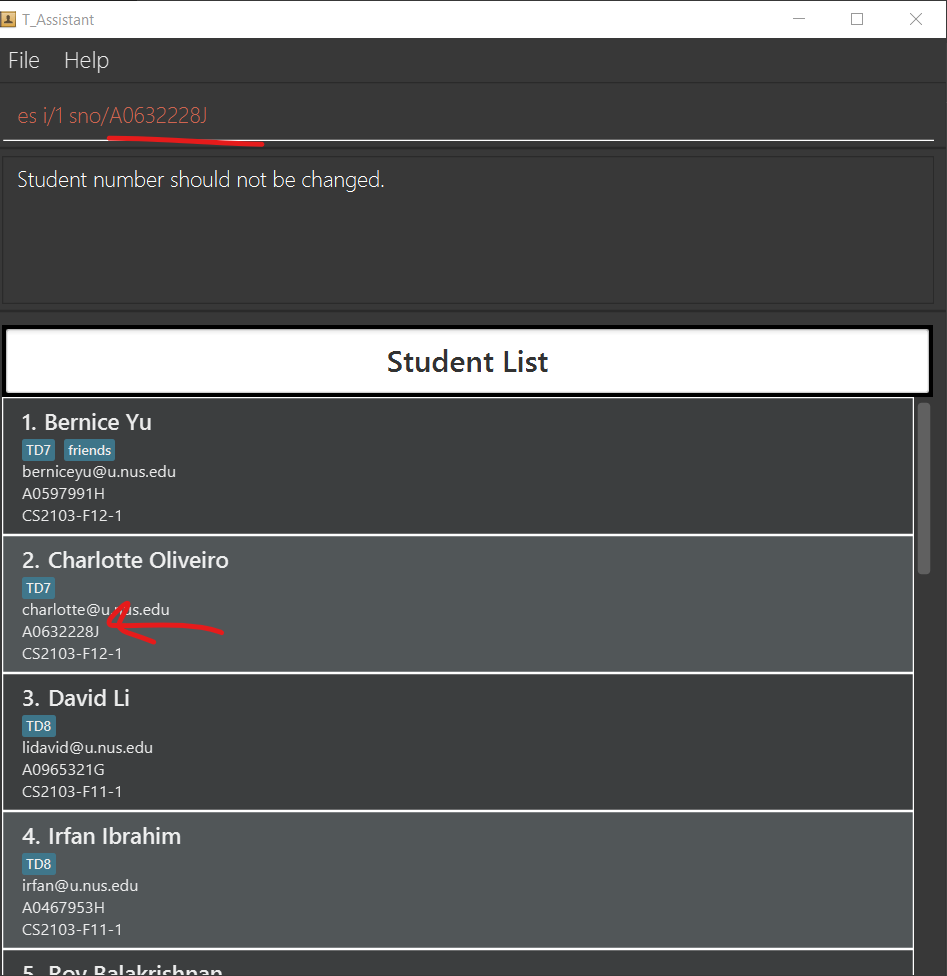 T_Assistant
File Help
es i/1 sno/A0632228J
Student number should not be changed.
Student List
1. Bernice Yu
TD7 friends
berniceyu@u.nus.edu
A0597991H
CS2103-F12-1
2. Charlotte Oliveiro
TD7
charlotte@u.nus.edu
A0632228J
CS2103-F12-1
3. David Li
TD8
lidavid@u.nus.edu
A0965321G
CS2103-F11-1
4. Irfan Ibrahim
TD8
irfan@u.nus.edu
A0467953H
CS2103-F11-1
5. Roy Balakrishnan